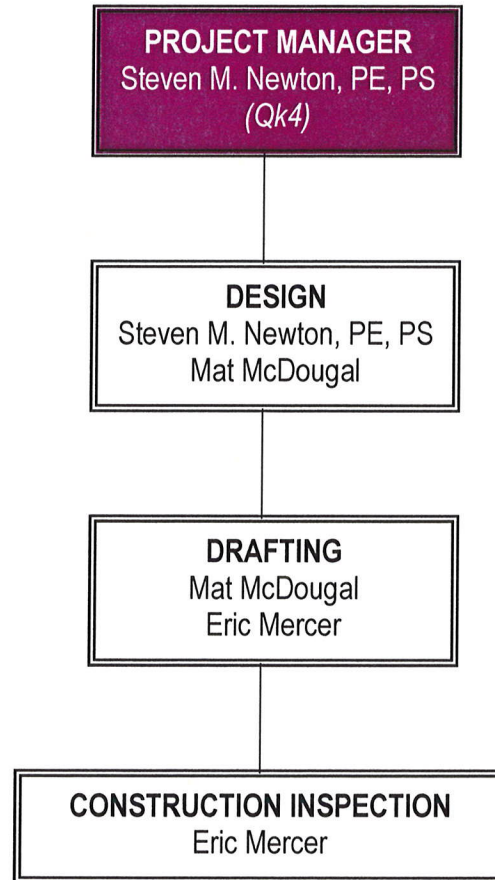 PROJECT MANAGER
Steven M. Newton, PE, PS
(Qk4)
DESIGN
Steven M. Newton, PE, PS
Mat McDougal
DRAFTING
Mat McDougal
Eric Mercer
CONSTRUCTION INSPECTION
Eric Mercer